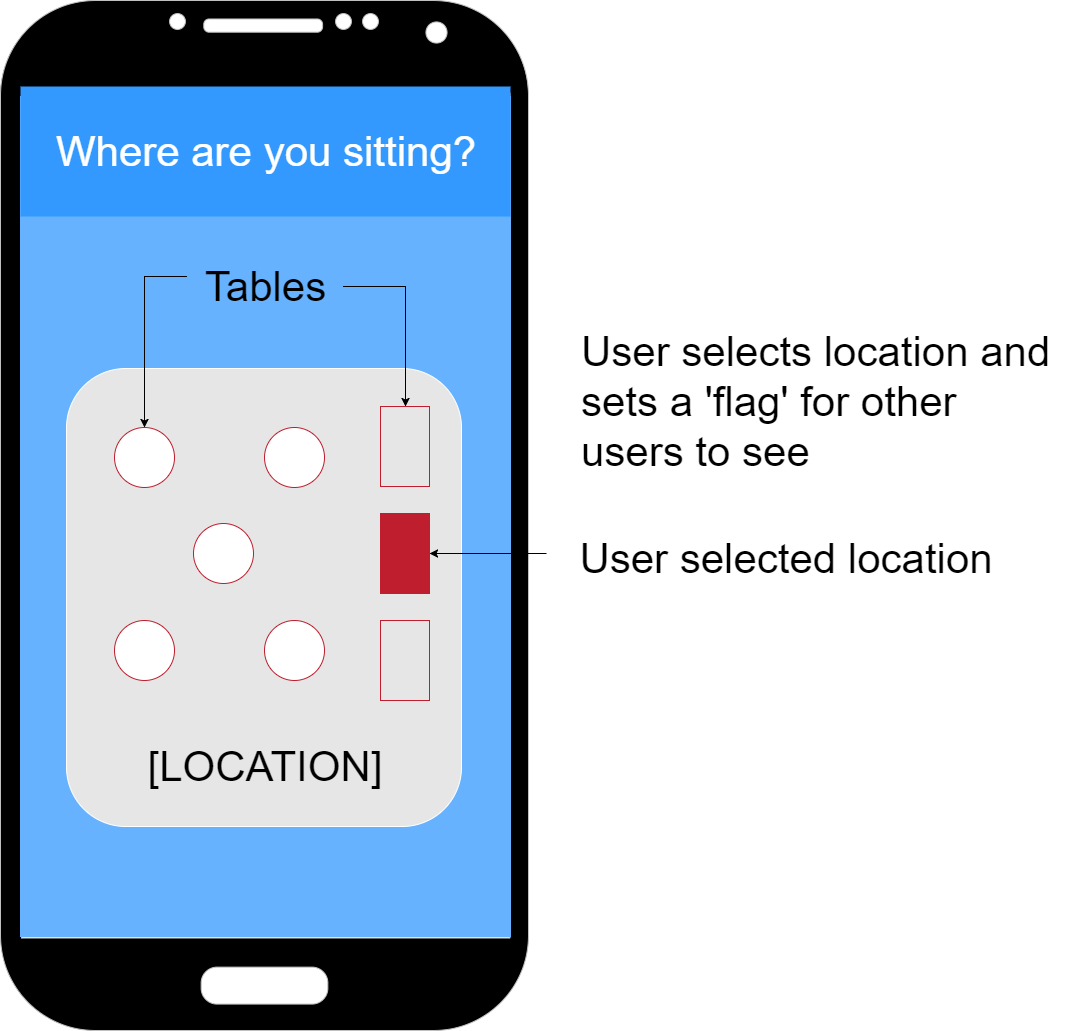 Where are you sitting?
Tables
User selects location and
sets a 'flag' for other
users to see
User selected location
[LOCATION]